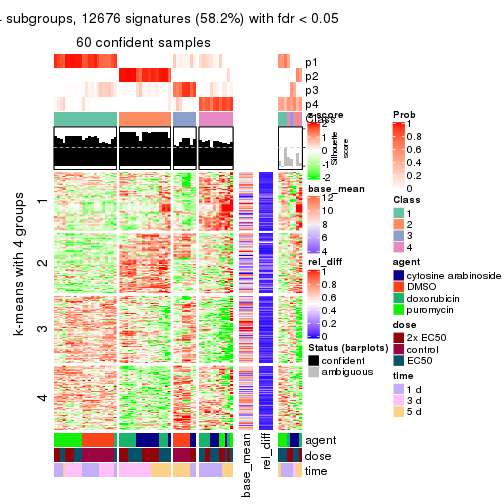 4 subgroups, 12676 signatures (58.2%) with fdr < 0.05
60 confident samples
p1
p2
p3
p4
Class
z-score
2
1
0
-1
-2
Silhouette
score
k-means with 4 groups
1
2
3
4
base_mean
12
10
8
6
4
rel_diff
1
0.8
0.6
0.4
0.2
0
Status (barplots)
confident
ambiguous
agent
dose
time
base_mean
rel_diff
Prob
1
0.8
0.6
0.4
0.2
0
Class
1
2
3
4
agent
cytosine arabinoside
DMSO
doxorubicin
puromycin
dose
2x EC50
control
EC50
time
1 d
3 d
5 d